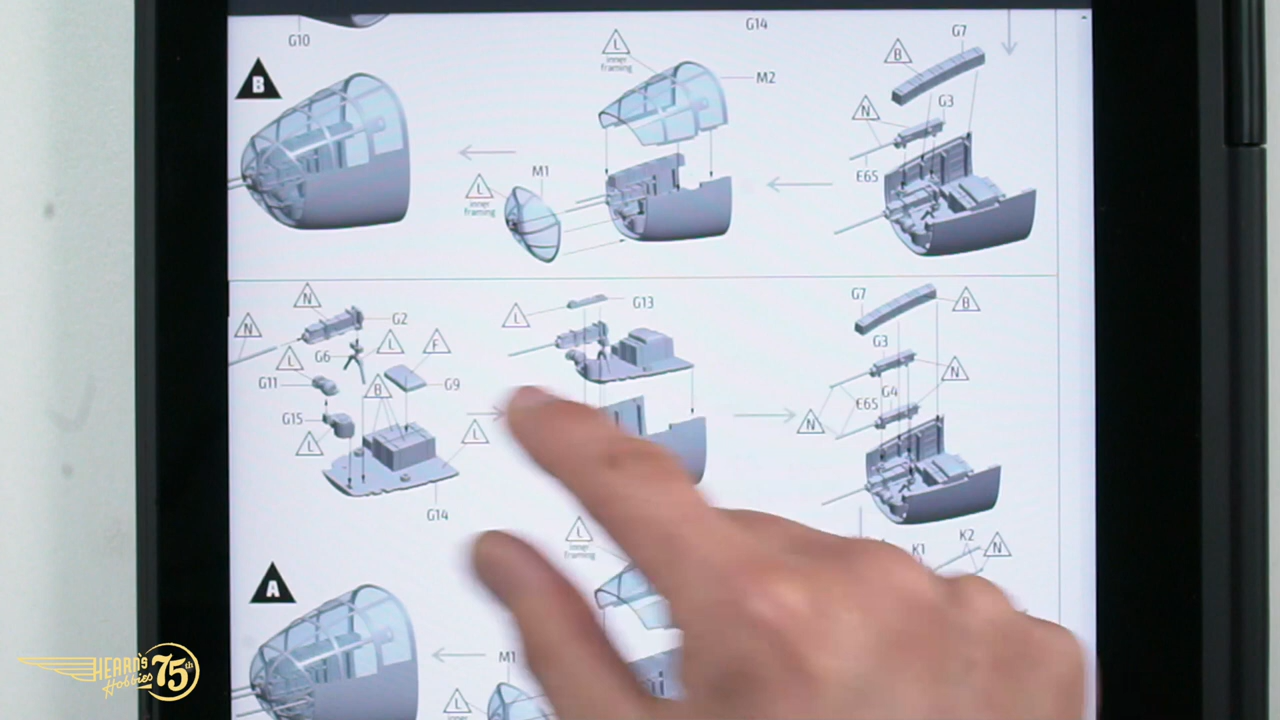 G10
G14
G7
B
B
L
inner
framing
M2
N
G3
M1
L
inner
framing
E65
N
G2
N
L
G13
G7
B
G6
L
F
L
G3
N
G11
B
G9
E65
G4
G15
L
L
N
G14
L
inner
framing
K1
K2
N
A
M1
L
inner
HEARN'S
Hobbies
75th